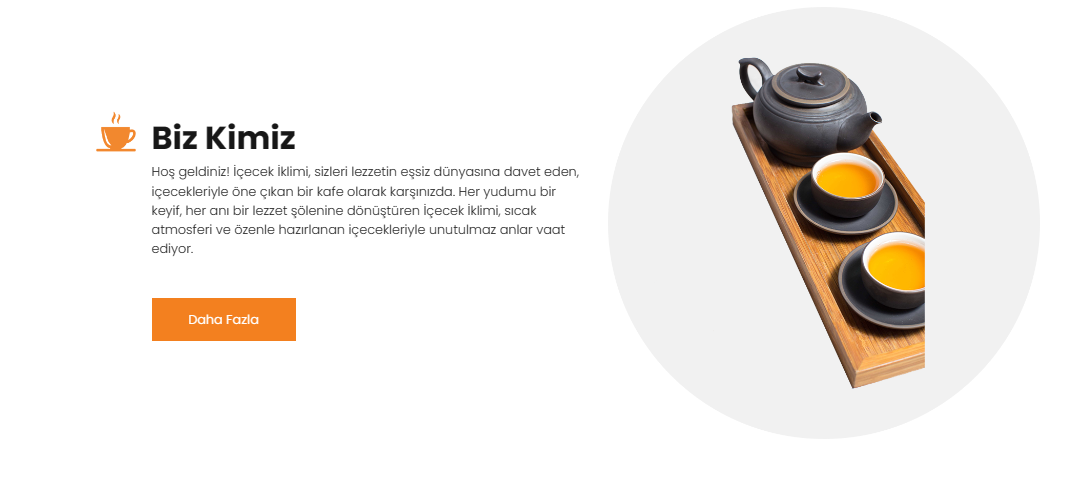 Biz Kimiz
Hoş geldiniz! İçecek İklimi, sizleri lezzetin eşsiz dünyasına davet eden,
içecekleriyle öne çıkan bir kafe olarak karşınızda. Her yudumu bir
keyif, her anı bir lezzet şölenine dönüştüren İçecek İklimi, sıcak
atmosferi ve özenle hazırlanan içecekleriyle unutulmaz anlar vaat
ediyor.
Daha Fazla